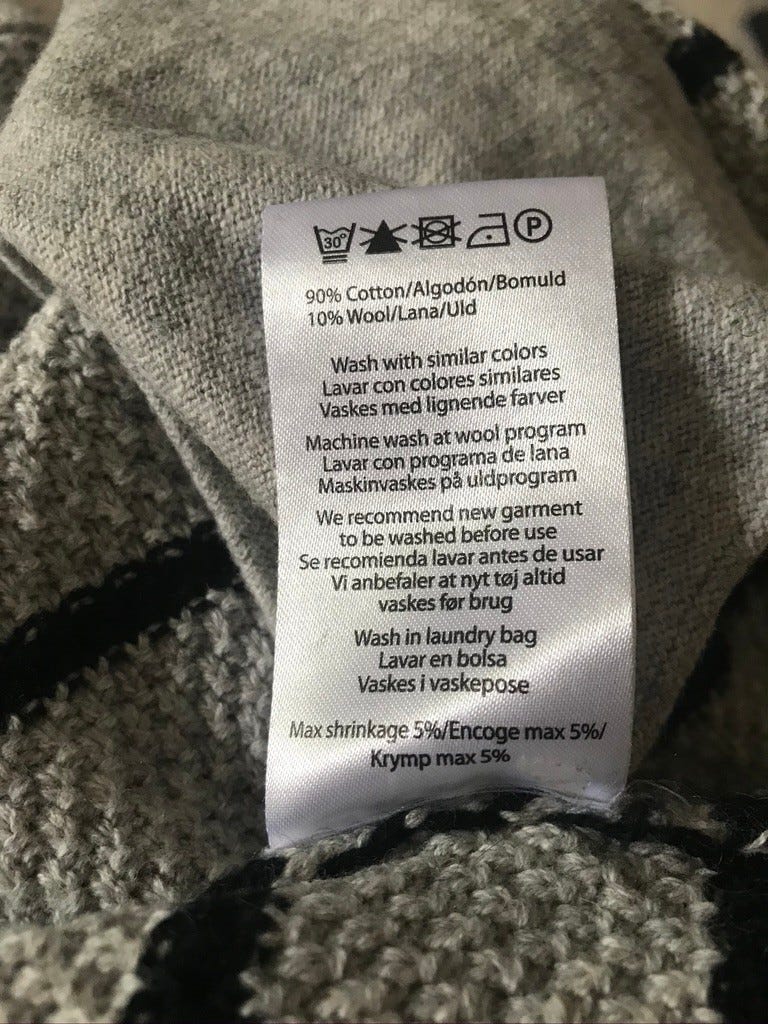 30°
P
90% Cotton/Algodón/Bomuld
10% Wool/Lana/Uld
Wash with similar colors
Lavar con colores similares
Vaskes med lignende farver
Machine wash at wool program
Lavar con programa de lana
Maskinvaskes på uldprogram
We recommend new garment
to be washed before use
Se recomienda lavar antes de usar
Vi anbefaler at nyt tøj altid
vaskes før brug
Wash in laundry bag
Lavar en bolsa
Vaskes i vaskepose
Max shrinkage 5%/Encoge max 5%/
Krymp max 5%